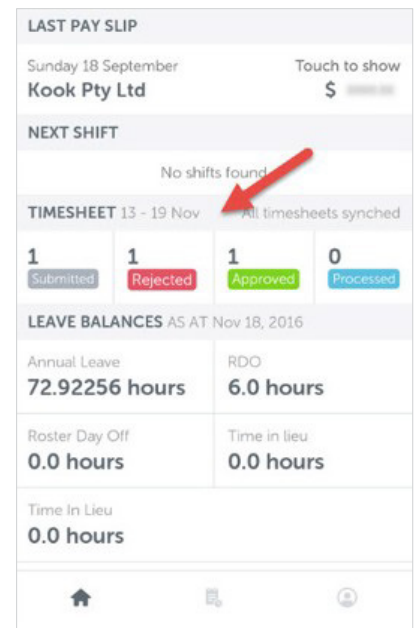 LAST PAY SLIP
Sunday 18 September Touch to show
Kook Pty Ltd $
NEXT SHIFT
No shifts found
TIMESHEET 13 - 19 Nov All timesheets synched
1 1 1 0
Submitted Rejected Approved Processed
LEAVE BALANCES AS AT Nov 18, 2016
Annual Leave RDO
72.92256 hours 6.0 hours
Roster Day Off Time in lieu
0.0 hours 0.0 hours
Time In Lieu
0.0 hours